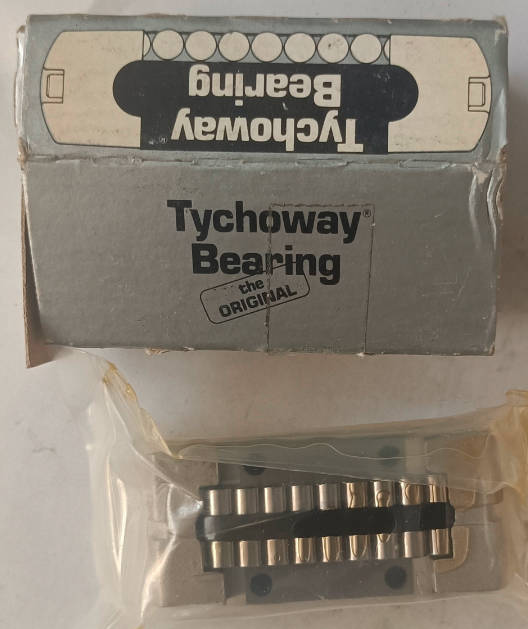 Tychoway
Bearing
Tychoway®
Bearing
the
ORIGINAL